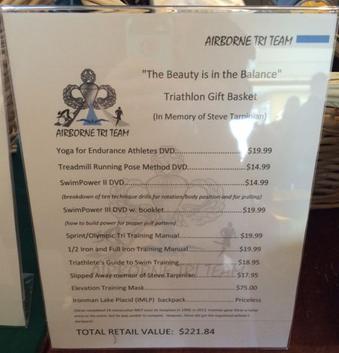 AIRBORNE TRI TEAM
"The Beauty is in the Balance"
Triathlon Gift Basket
(In Memory of Steve Tarpinian)
AIRBORNE TRI TEAM
Yoga for Endurance Athletes DVD.......................$19.99
Treadmill Running Pose Method DVD..................$14.99
SwimPower II DVD.............................................$14.99
(breakdown of ten technique drills for rotation/body position and for pulling)
SwimPower III DVD w. booklet..........................$19.99
(how to build power for proper pull pattern)
Sprint/Olympic Tri Training Manual..................$19.99
1/2 Iron and Full Iron Training Manual................$19.99
Triathlete's Guide to Swim Training..................$18.95
Slipped Away memoir of Steve Tarpinian...........$17.95
AIRBORNE TRI TEAM
Elevation Training Mask..................$75.00
Ironman Lake Placid (IMLP) backpack..................Priceless
TOTAL RETAIL VALUE: $221.84